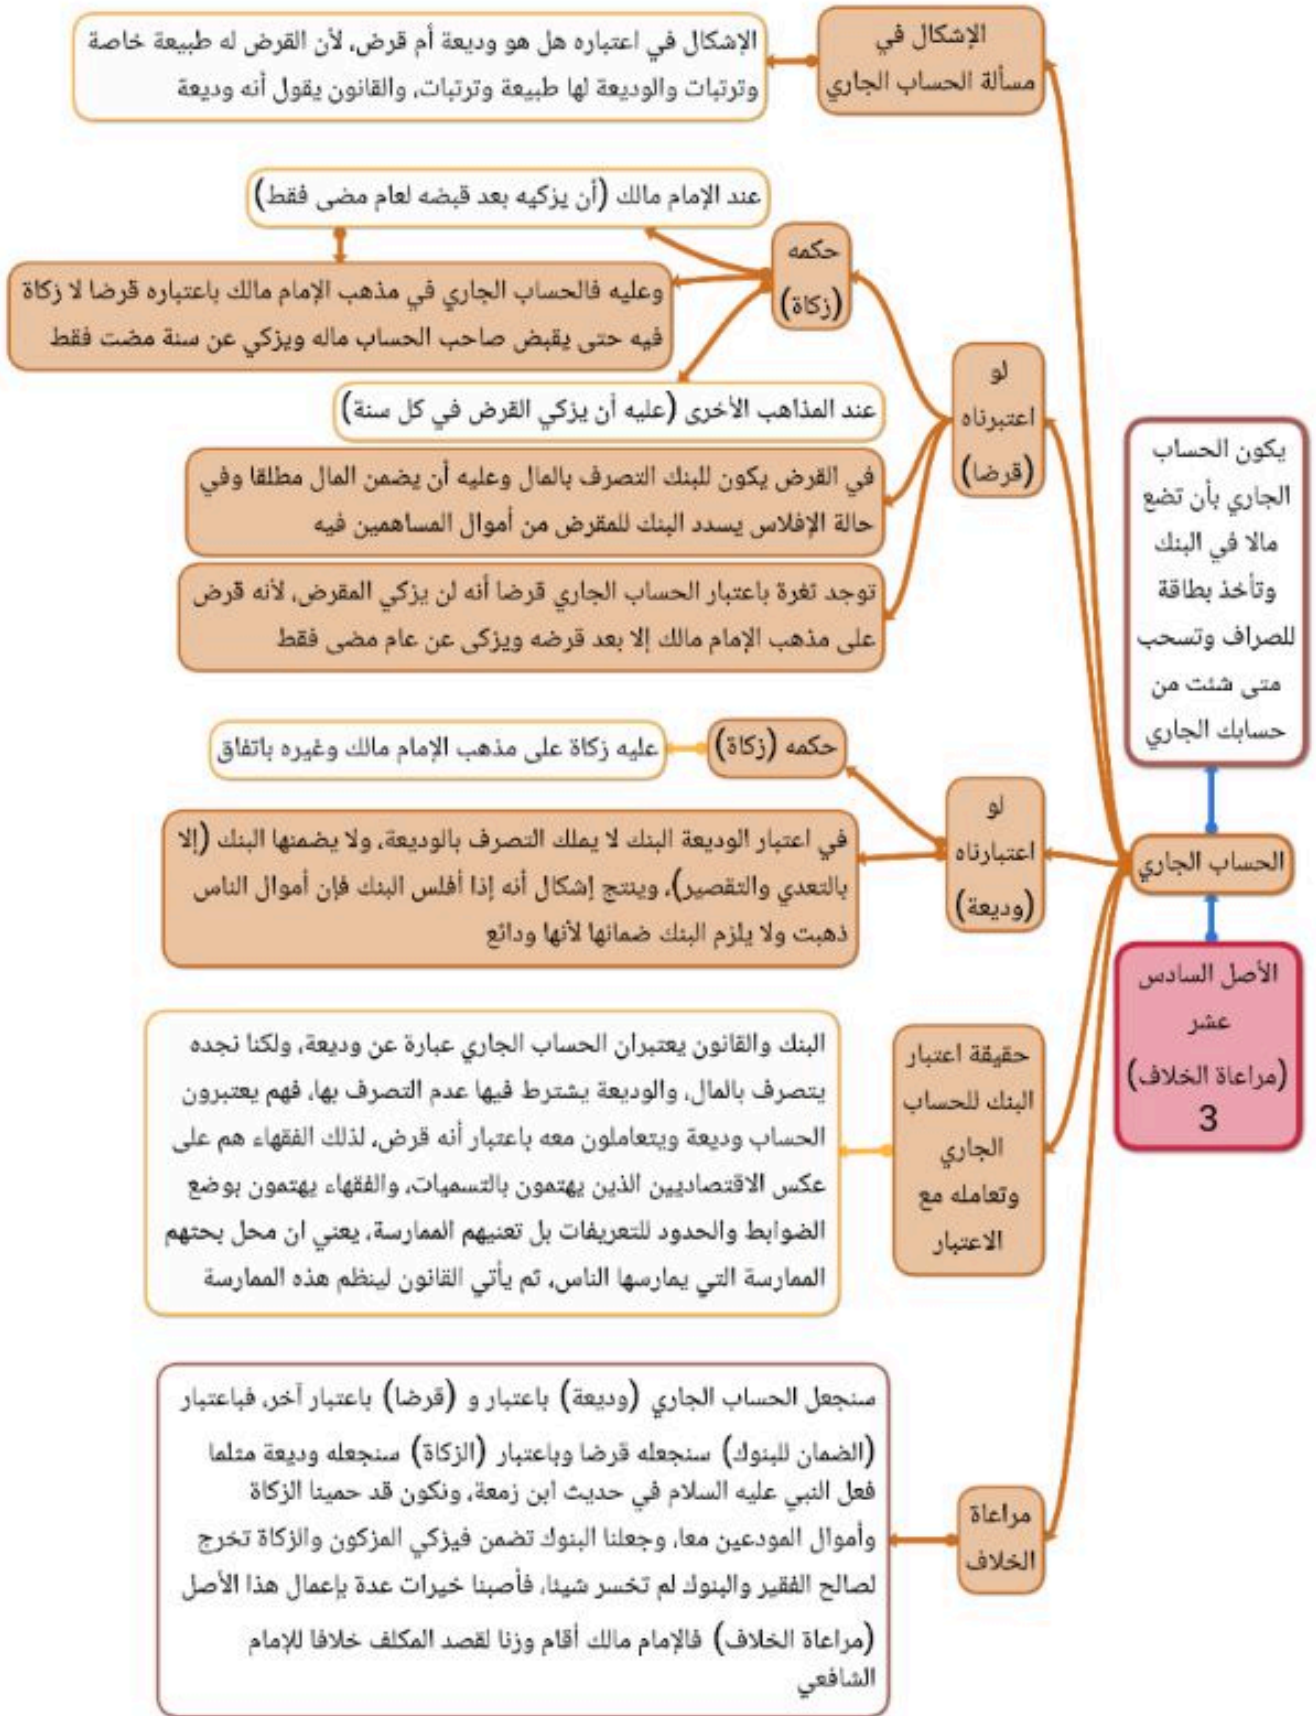 الأصل السادس
عشر
(مراعاة الخلاف)
3
الحساب الجاري
يكون الحساب
الجاري بأن تضع
مالا في البنك
وتأخذ بطاقة
للصراف وتسحب
متى شئت من
حسابك الجاري
الإشكال في
مسألة الحساب الجاري
الإشكال في اعتباره هل هو وديعة أم قرض، لأن القرض له طبيعة خاصة
وترتبات والوديعة لها طبيعة وترتبات، والقانون يقول أنه وديعة
لو
اعتبرناه
(قرضا)
حكمه
(زكاة)
عند الإمام مالك (أن يزكيه بعد قبضه لعام مضى فقط)
وعليه فالحساب الجاري في مذهب الإمام مالك باعتباره قرضا لا زكاة
فيه حتى يقبض صاحب الحساب ماله ويزكي عن سنة مضت فقط
عند المذاهب الأخرى (عليه أن يزكي القرض في كل سنة)
في القرض يكون للبنك التصرف بالمال وعليه أن يضمن المال مطلقا وفي
حالة الإفلاس يسدد البنك للمقرض من أموال المساهمين فيه
توجد ثغرة باعتبار الحساب الجاري قرضا أنه لن يزكي المقرض، لأنه قرض
على مذهب الإمام مالك إلا بعد قرضه ويزكى عن عام مضى فقط
لو
اعتبارناه
(وديعة)
حكمه (زكاة)
عليه زكاة على مذهب الإمام مالك وغيره باتفاق
في اعتبار الوديعة البنك لا يملك التصرف بالوديعة، ولا يضمنها البنك (إلا
بالتعدي والتقصير)، وينتج إشكال أنه إذا أفلس البنك فإن أموال الناس
ذهبت ولا يلزم البنك ضمانها لأنها ودائع
حقيقة اعتبار
البنك للحساب
الجاري
وتعامله مع
الاعتبار
البنك والقانون يعتبران الحساب الجاري عبارة عن وديعة، ولكنا نجده
يتصرف بالمال، والوديعة يشترط فيها عدم التصرف بها، فهم يعتبرون
الحساب وديعة ويتعاملون معه باعتبار أنه قرض، لذلك الفقهاء هم على
عكس الاقتصاديين الذين يهتمون بالتسميات، والفقهاء يهتمون بوضع
الضوابط والحدود للتعريفات بل تعنيهم الممارسة، يعني ان محل بحثهم
الممارسة التي يمارسها الناس، ثم يأتي القانون لينظم هذه الممارسة
مراعاة
الخلاف
سنجعل الحساب الجاري (وديعة) باعتبار و (قرضا) باعتبار آخر، فباعتبار
(الضمان للبنوك) سنجعله قرضا وباعتبار (الزكاة) سنجعله وديعة مثلما
فعل النبي عليه السلام في حديث ابن زمعة، ونكون قد حمينا الزكاة
وأموال المودعين معا، وجعلنا البنوك تضمن فيزكي المزكون والزكاة تخرج
لصالح الفقير والبنوك لم تخسر شيئا، فأصبنا خيرات عدة بإعمال هذا الأصل
(مراعاة الخلاف) فالإمام مالك أقام وزنا لقصد المكلف خلافا للإمام
الشافعي